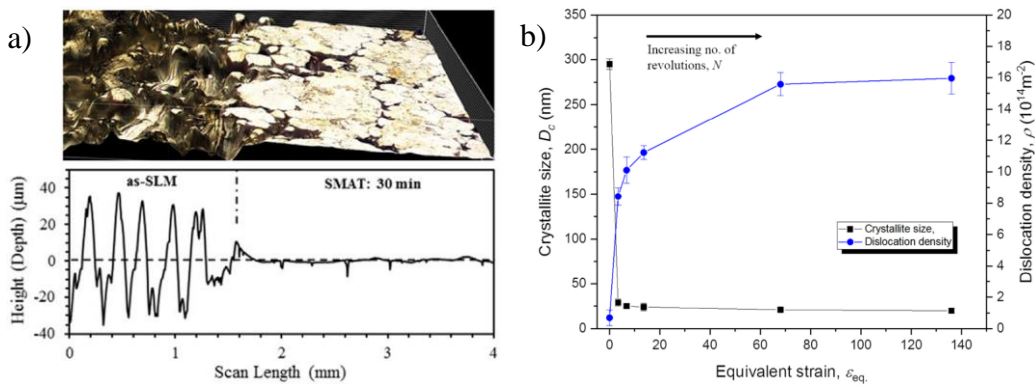 a)
as-SLM
SMAT: 30 min
Height (Depth) (µm)
40
20
0
-20
-40
0
1
2
3
4
Scan Length (mm)
b)
Increasing no. of
revolutions, N
Crystallite size, Dc (nm)
350
300
250
200
150
100
50
0
Crystallite size,
Dislocation density
20
18
16
14
12
10
8
6
4
2
0
Dislocation density, ρ (10¹⁴m⁻²)
0
20
40
60
80
100
120
140
Equivalent strain, εeq.